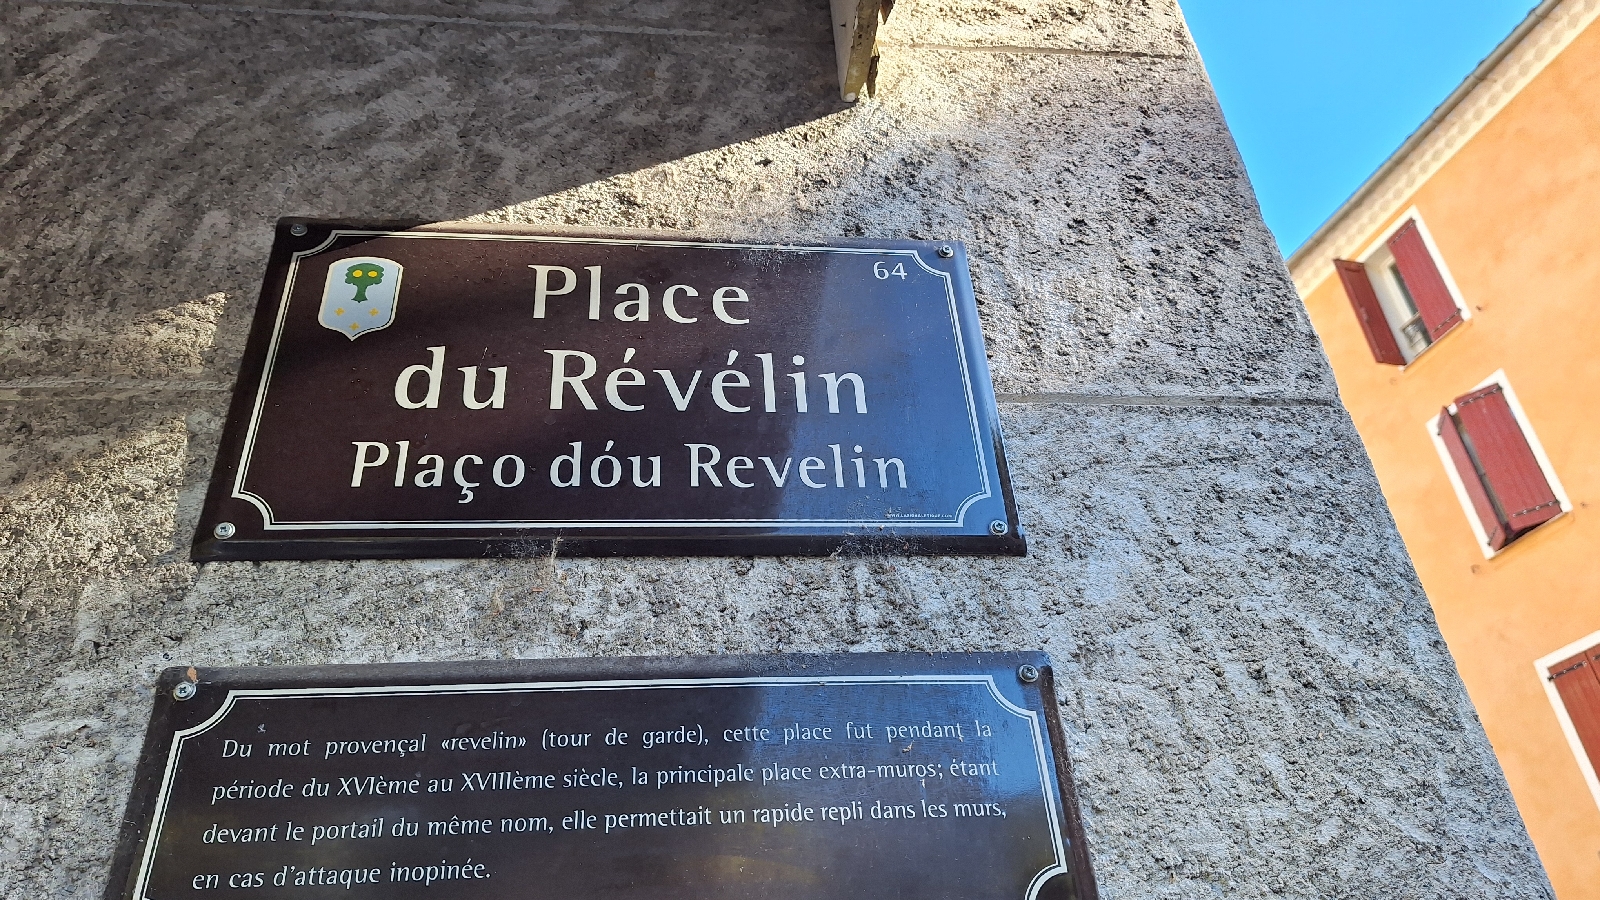 64
Place
du Révélin
Plaço dóu Revelin
Du mot provençal «revelin» (tour de garde), cette place fut pendant la
période du XVIème au XVIIIème siècle, la principale place extra-muros; étant
devant le portail du même nom, elle permettait un rapide repli dans les murs,
en cas d'attaque inopinée.